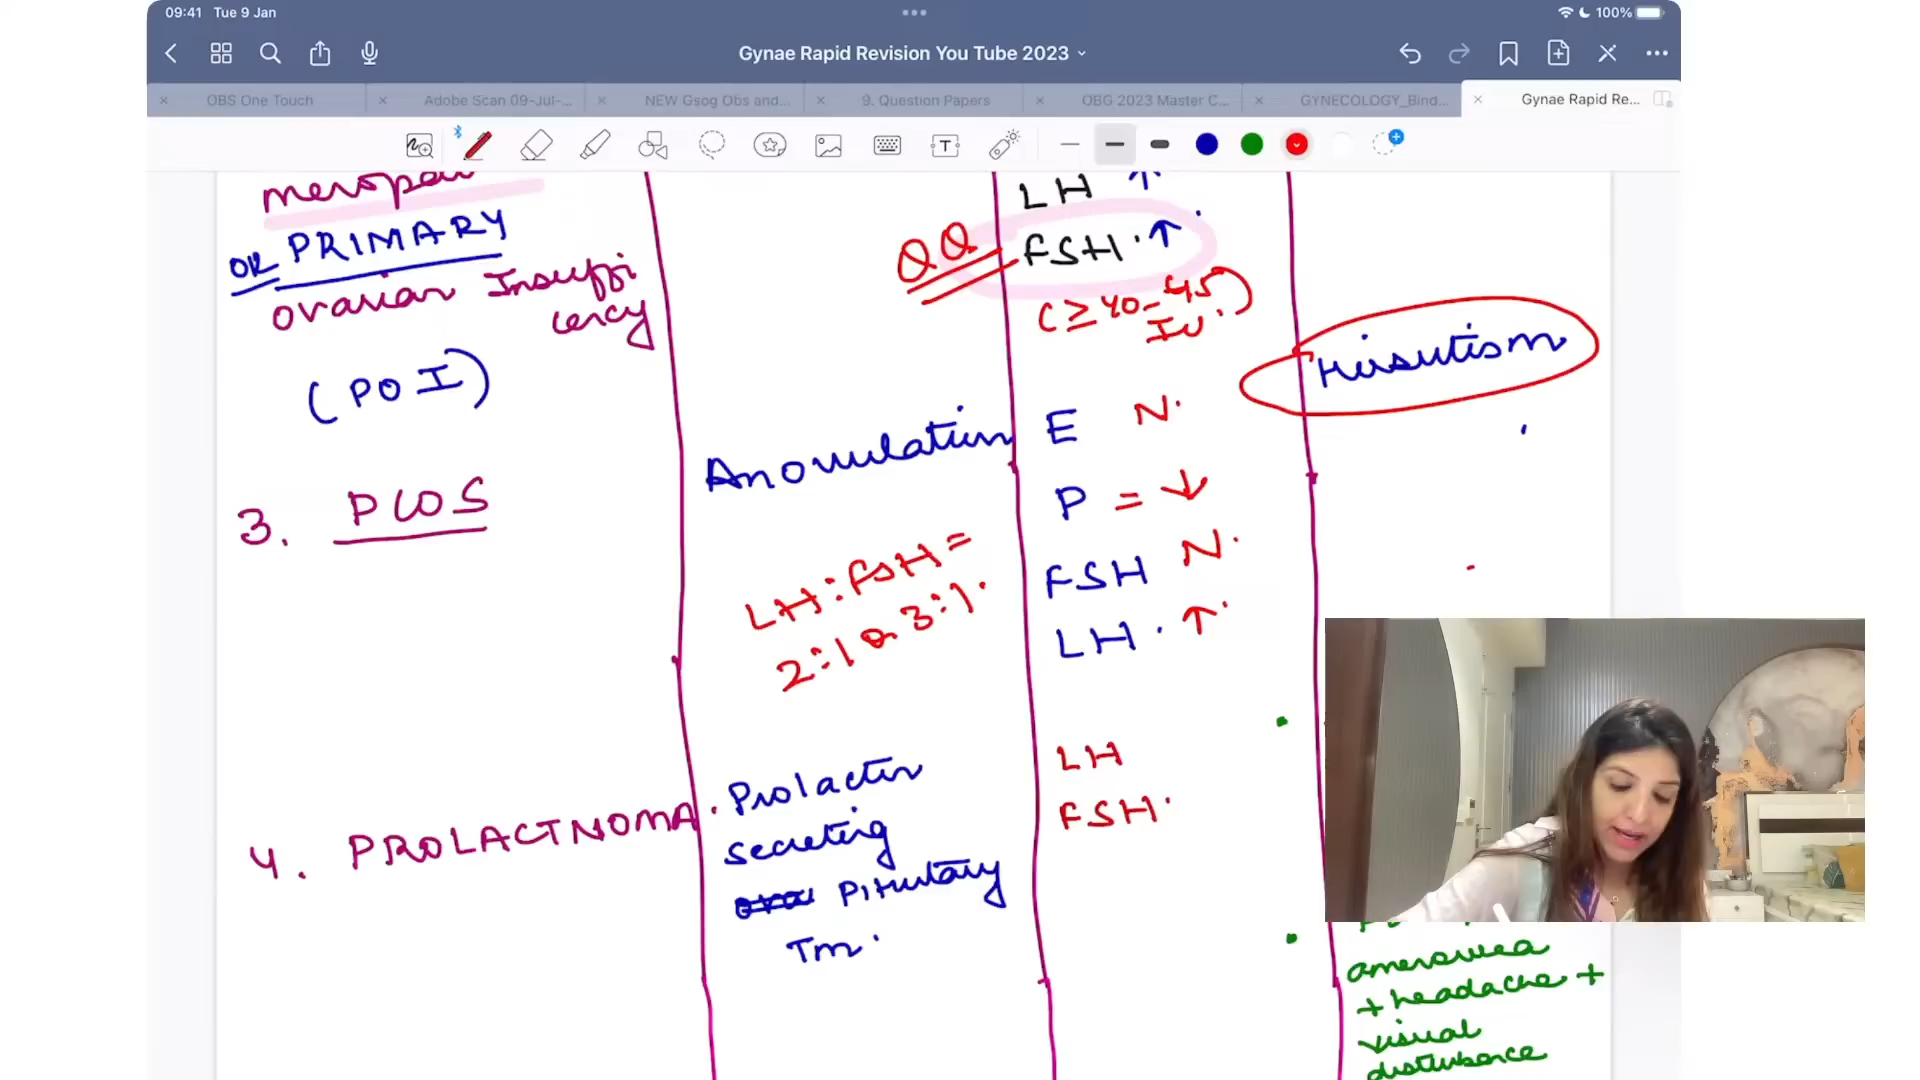 09:41 Tue 9 Jan
100%
Gynae Rapid Revision You Tube 2023
OBS One Touch
Adobe Scan 09-Jul-...
NEW Gsog Obs and...
9. Question Papers
OBG 2023 Master C...
GYNECOLOGY_Bind...
Gynae Rapid Re...
OR PRIMARY
ovarian Insuffi
ciency
(POI)
LH ↑
QQ FSH ↑
(≥ 40-45
IU)
Hirsutism
3. PCOS
Anovulation
LH:FSH =
2:1 or 3:1
E N
P = ↓
FSH N
LH ↑
4. PROLACTNOMA
Prolactin
secreting
Pituitary
Tm
LH
FSH
amenorrhea
+ headache +
visual
disturbance